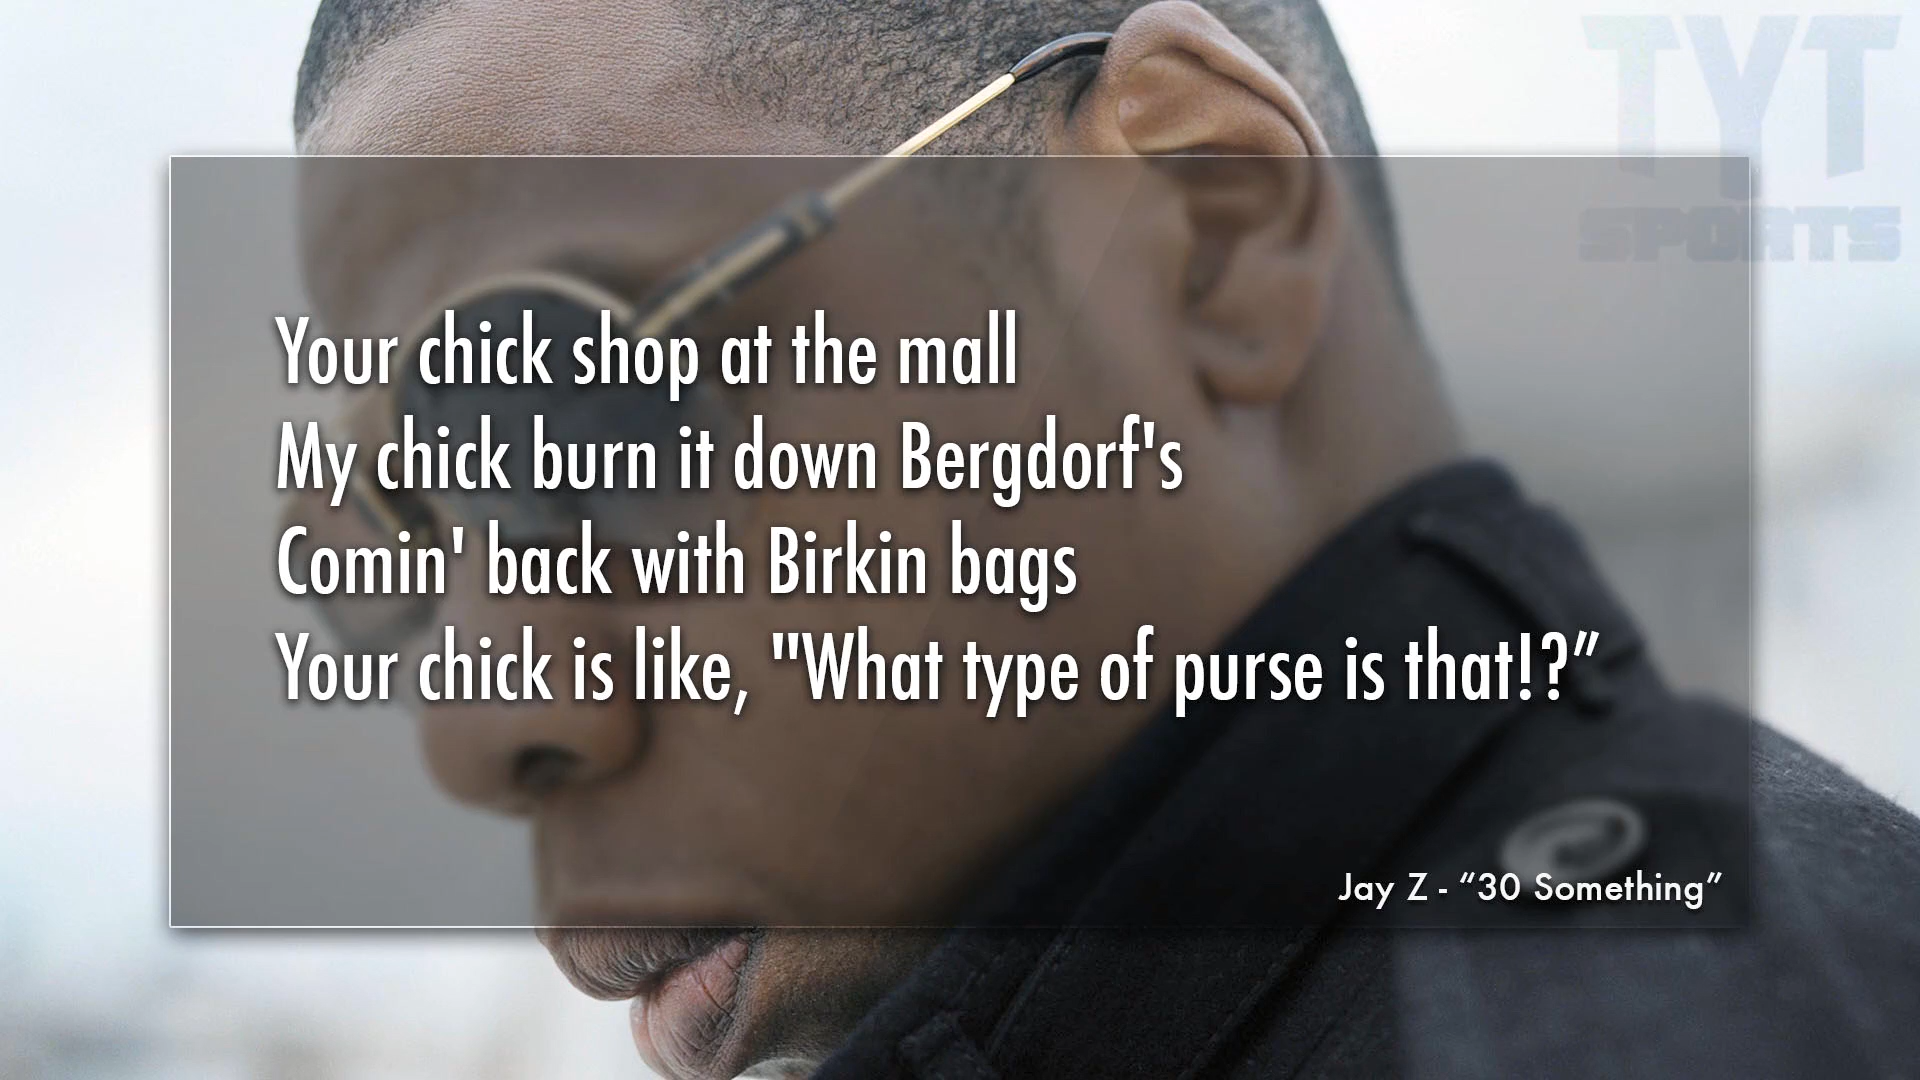 TYT
SPORTS
Your chick shop at the mall
My chick burn it down Bergdorf's
Comin' back with Birkin bags
Your chick is like, "What type of purse is that!?”
Jay Z - “30 Something”